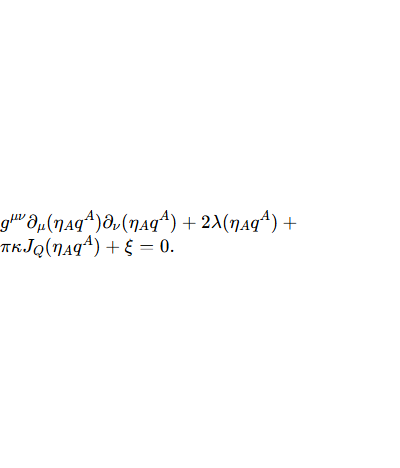 g^{μν}∂_μ(η_A q^A)∂_ν(η_A q^A) + 2λ(η_A q^A) +
πκJ_Q(η_A q^A) + ξ = 0.